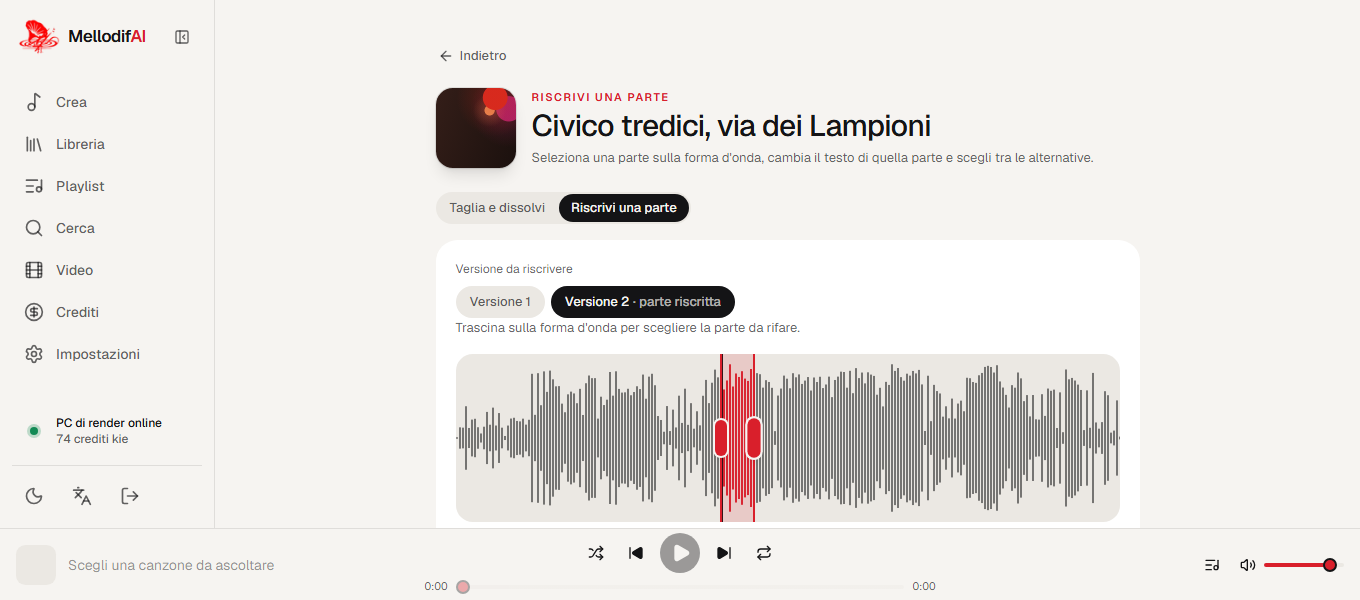 MellodifAI
Crea
Libreria
Playlist
Cerca
Video
Crediti
Impostazioni
PC di render online
74 crediti kie
Indietro
RISCRIVI UNA PARTE
Civico tredici, via dei Lampioni
Seleziona una parte sulla forma d'onda, cambia il testo di quella parte e scegli tra le alternative.
Taglia e dissolvi
Riscrivi una parte
Versione da riscrivere
Versione 1
Versione 2 · parte riscritta
Trascina sulla forma d'onda per scegliere la parte da rifare.
Scegli una canzone da ascoltare
0:00
0:00